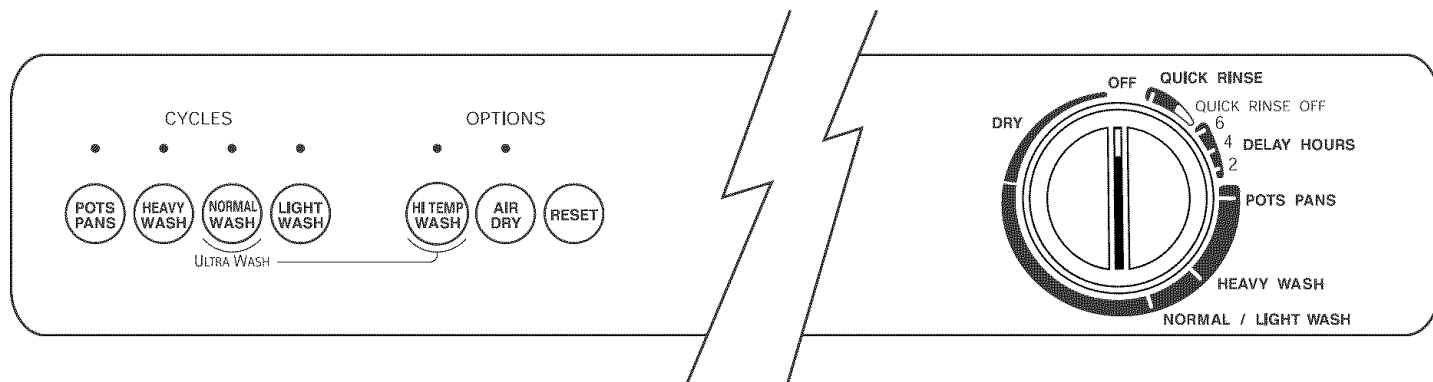 CYCLES
OPTIONS
POTS
PANS
HEAVY
WASH
NORMAL
WASH
LIGHT
WASH
HI TEMP
WASH
AIR
DRY
RESET
ULTRA WASH
OFF
QUICK RINSE
QUICK RINSE OFF
DRY
6
4
DELAY HOURS
2
POTS PANS
HEAVY WASH
NORMAL / LIGHT WASH